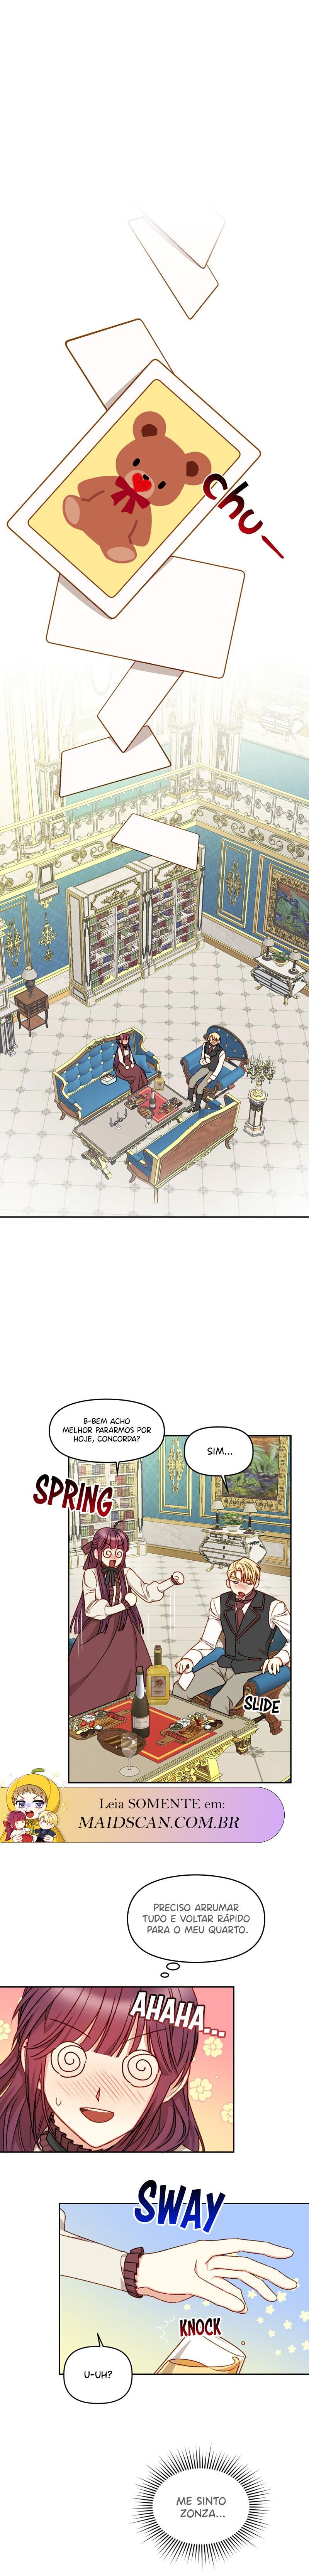 chu—
B-BEM ACHO
MELHOR PARARMOS POR
HOJE, CONCORDA?
SIM...
SPRING
SLIDE
Leia SOMENTE em:
MAIDSCAN.COM.BR
PRECISO ARRUMAR
TUDO E VOLTAR RÁPIDO
PARA O MEU QUARTO.
AHAHA...
SWAY
KNOCK
U-UH?
ME SINTO
ZONZA...